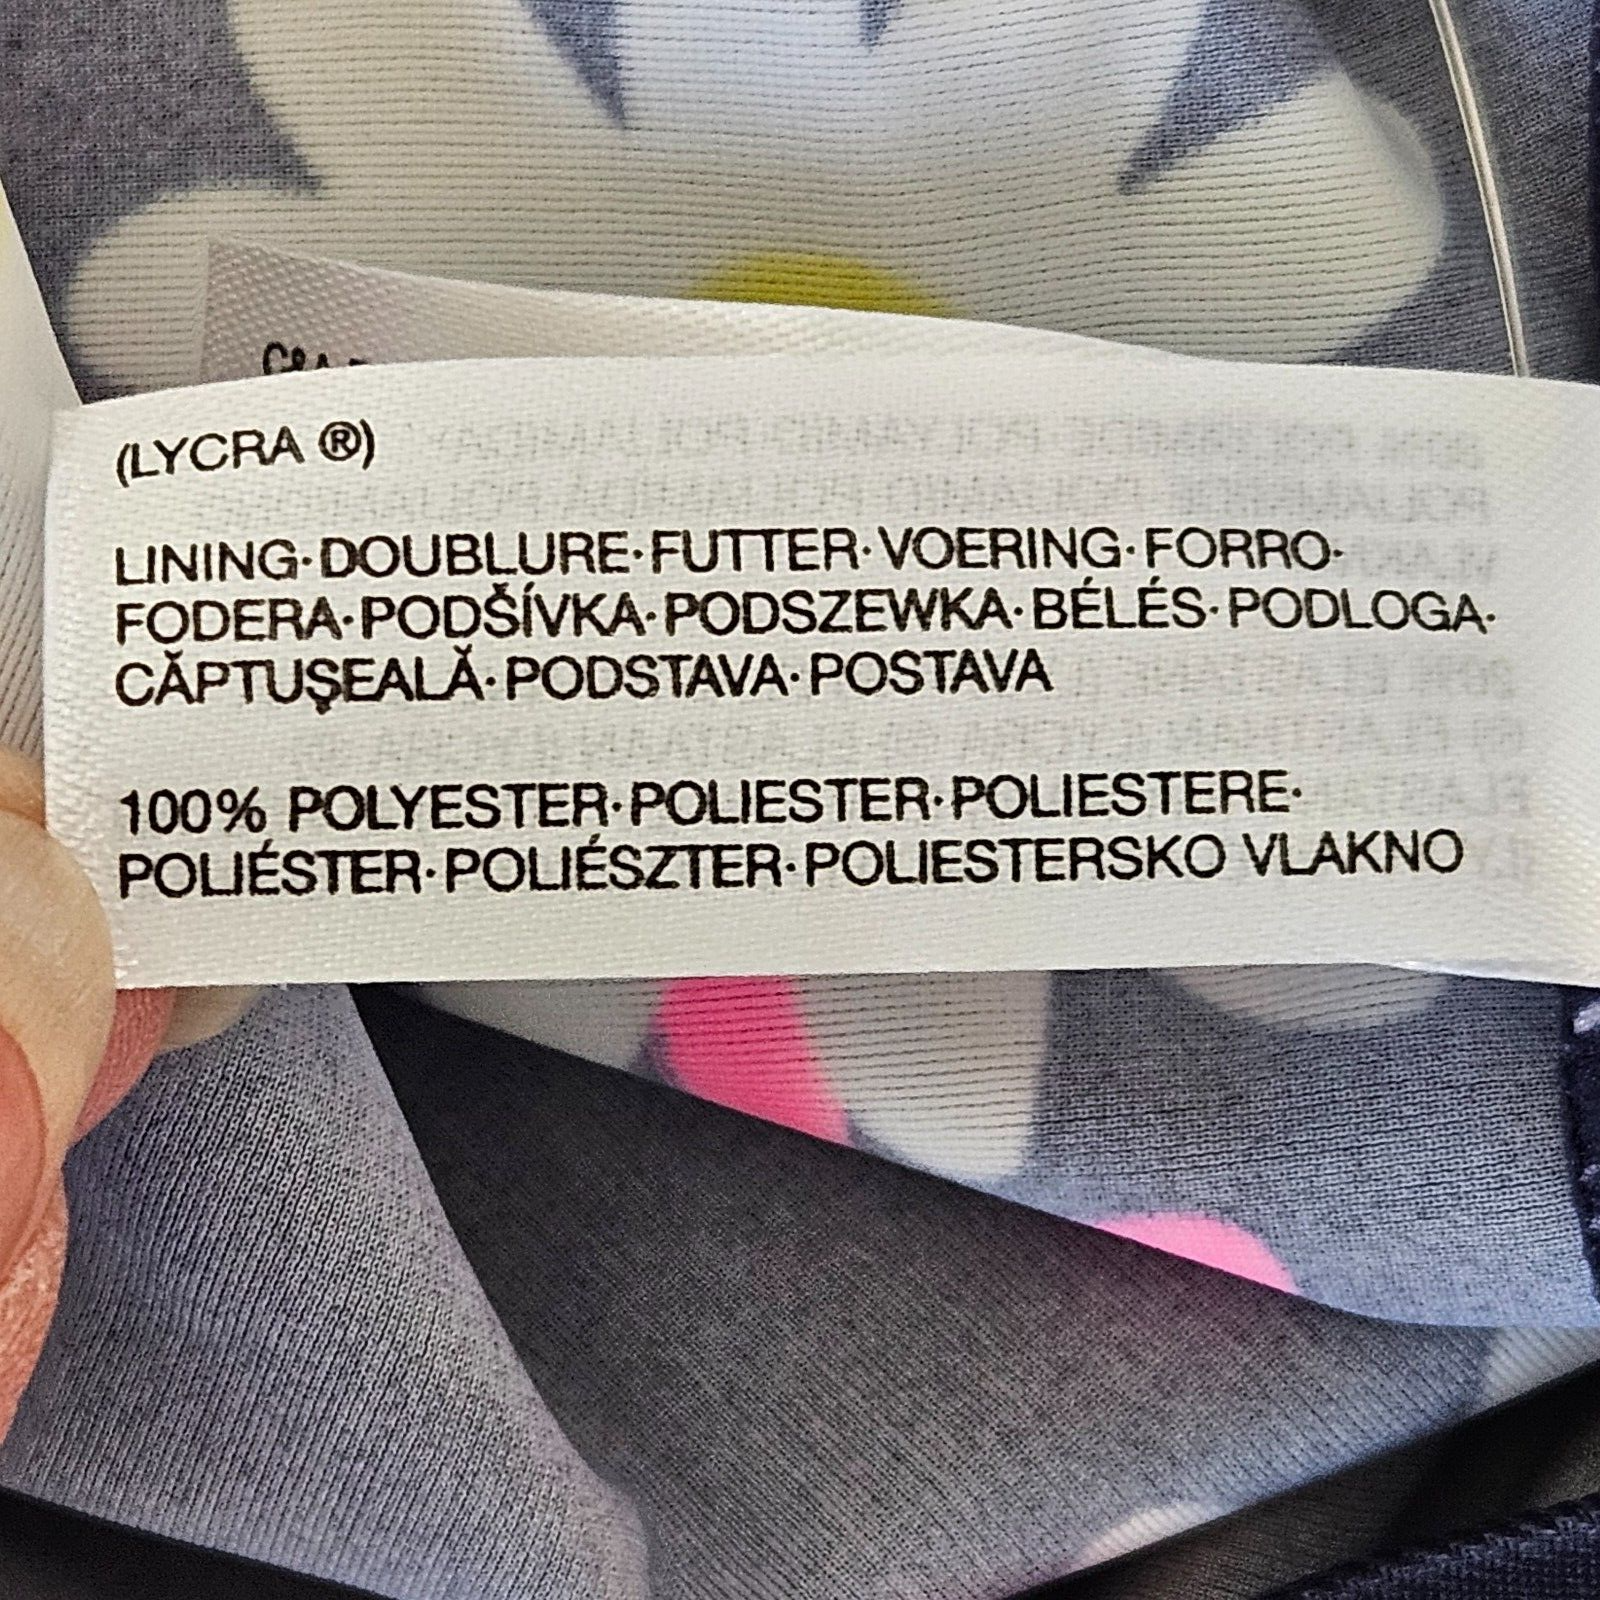 (LYCRA ®)
LINING·DOUBLURE·FUTTER·VOERING·FORRO·
FODERA·PODŠÍVKA·PODSZEWKA·BÉLÉS·PODLOGA·
CĂPTUȘEALĂ·PODSTAVA·POSTAVA
100% POLYESTER·POLIESTER·POLIESTERE·
POLIÉSTER·POLIÉSZTER·POLIESTERSKO VLAKNO